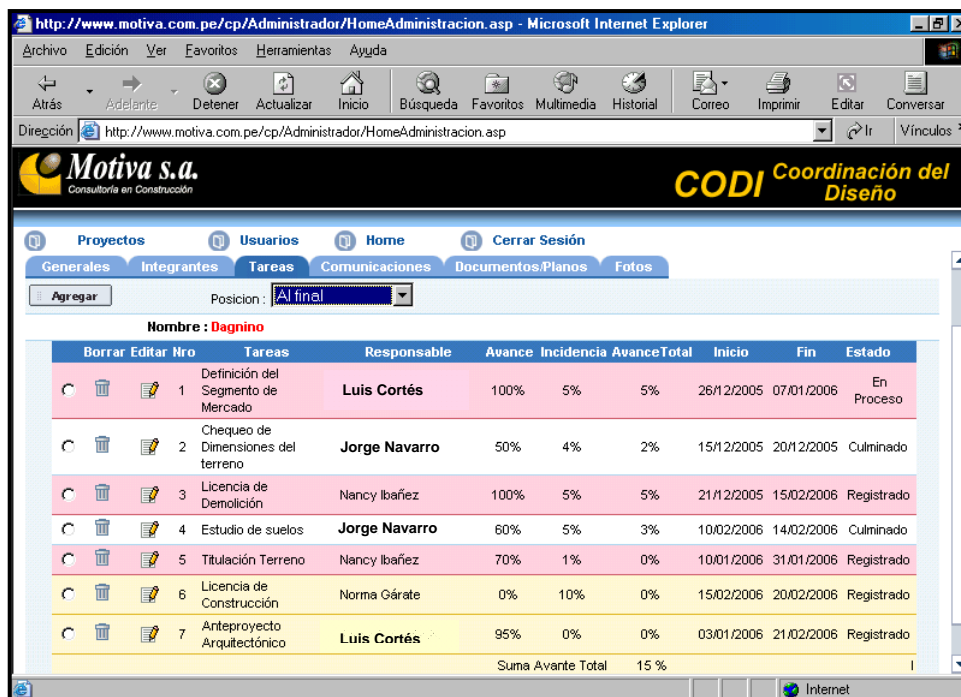 http://www.motiva.com.pe/cp/Administrador/HomeAdministracion.asp - Microsoft Internet Explorer
Archivo Edición Ver Favoritos Herramientas Ayuda
Atrás Adelante Detener Actualizar Inicio Búsqueda Favoritos Multimedia Historial Correo Imprimir Editar Conversar
Dirección http://www.motiva.com.pe/cp/Administrador/HomeAdministracion.asp Ir Vínculos
Motiva s.a.
Consultoría en Construcción
CODI Coordinación del
Diseño
Proyectos Usuarios Home Cerrar Sesión
Generales Integrantes Tareas Comunicaciones Documentos/Planos Fotos
Agregar Posicion : Al final
Nombre : Dagnino
Borrar Editar Nro Tareas Responsable Avance Incidencia AvanceTotal Inicio Fin Estado
1 Definición del Segmento de Mercado Luis Cortés 100% 5% 5% 26/12/2005 07/01/2006 En Proceso
2 Chequeo de Dimensiones del terreno Jorge Navarro 50% 4% 2% 15/12/2005 20/12/2005 Culminado
3 Licencia de Demolición Nancy Ibañez 100% 5% 5% 21/12/2005 15/02/2006 Registrado
4 Estudio de suelos Jorge Navarro 60% 5% 3% 10/02/2006 14/02/2006 Culminado
5 Titulación Terreno Nancy Ibañez 70% 1% 0% 10/01/2006 31/01/2006 Registrado
6 Licencia de Construcción Norma Gárate 0% 10% 0% 15/02/2006 20/02/2006 Registrado
7 Anteproyecto Arquitectónico Luis Cortés 95% 0% 0% 03/01/2006 21/02/2006 Registrado
Suma Avante Total 15 %
Internet